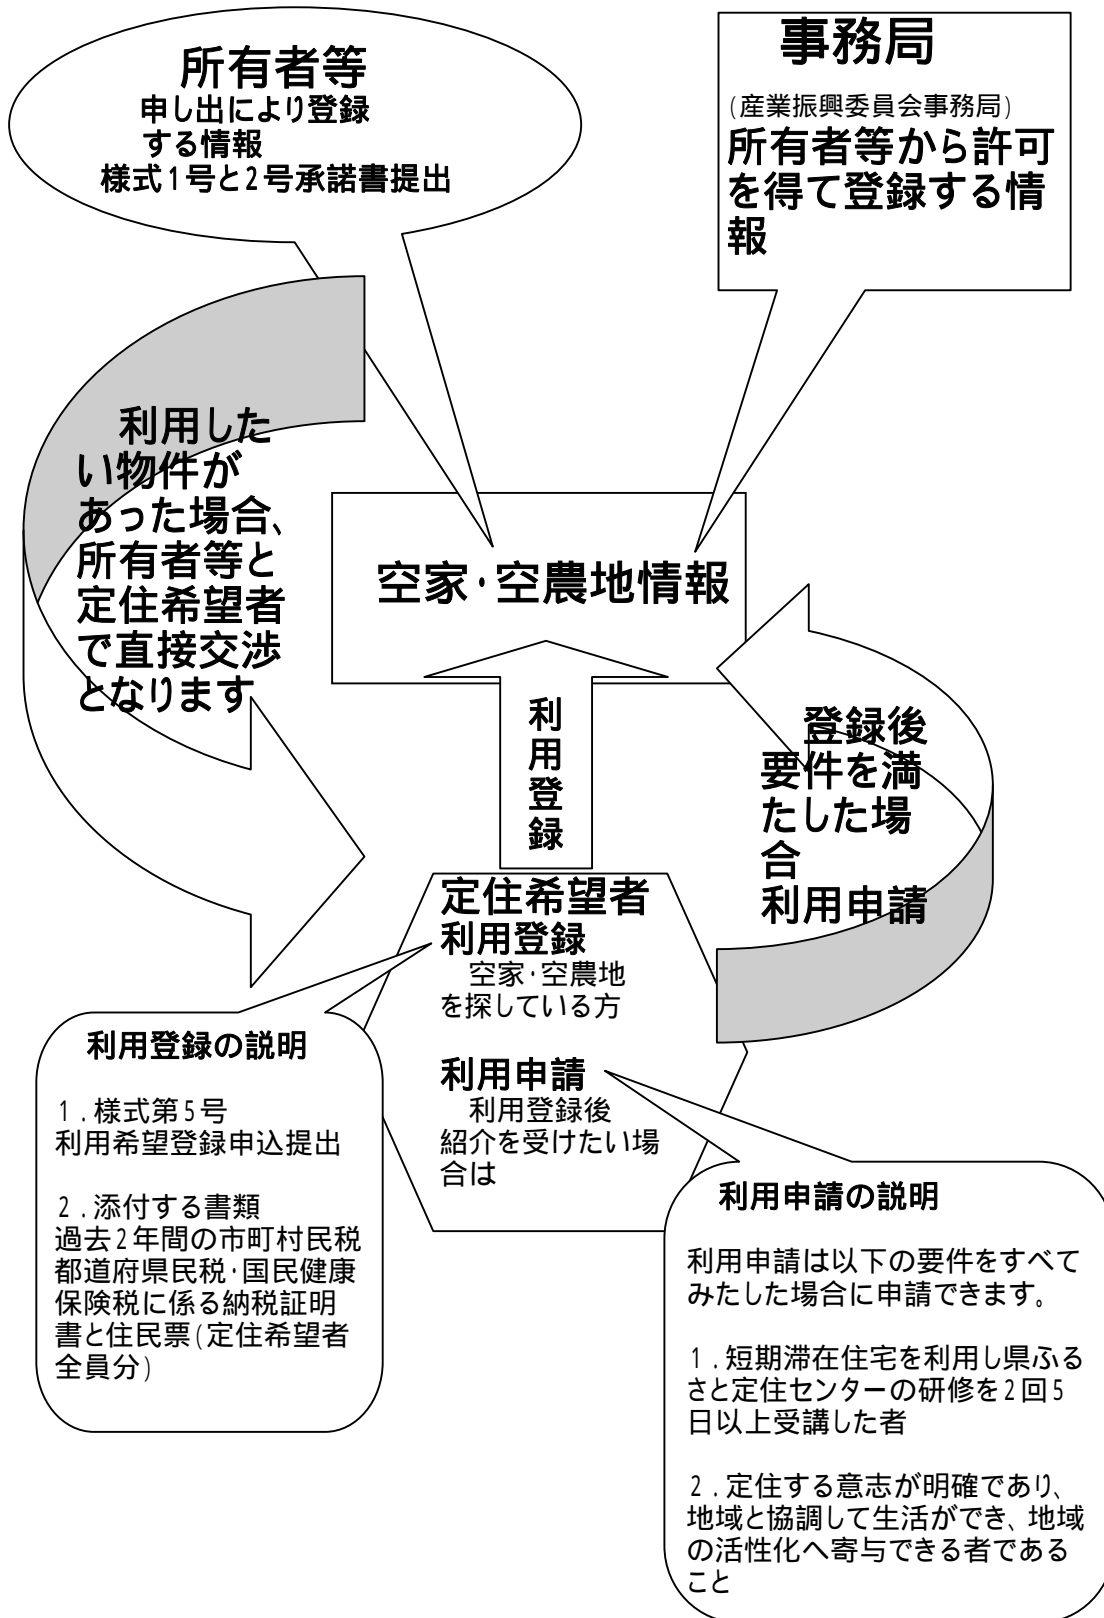 所有者等
申し出により登録
する情報
様式1号と2号承諾書提出
事務局
(産業振興委員会事務局)
所有者等から許可
を得て登録する情
報
利用した
い物件が
あった場合、
所有者等と
定住希望者
で直接交渉
となります
空家・空農地情報
利
用
登
録
登録後
要件を満
たした場
合
利用申請
定住希望者
利用登録
空家・空農地
を探している方
利用申請
利用登録後
紹介を受けたい場
合は
利用登録の説明
1.様式第5号
利用希望登録申込提出
2.添付する書類
過去2年間の市町村民税
都道府県民税・国民健康
保険税に係る納税証明
書と住民票(定住希望者
全員分)
利用申請の説明
利用申請は以下の要件をすべて
みたした場合に申請できます。
1.短期滞在住宅を利用し県ふる
さと定住センターの研修を2回5
日以上受講した者
2.定住する意志が明確であり、
地域と協調して生活ができ、地域
の活性化へ寄与できる者である
こと